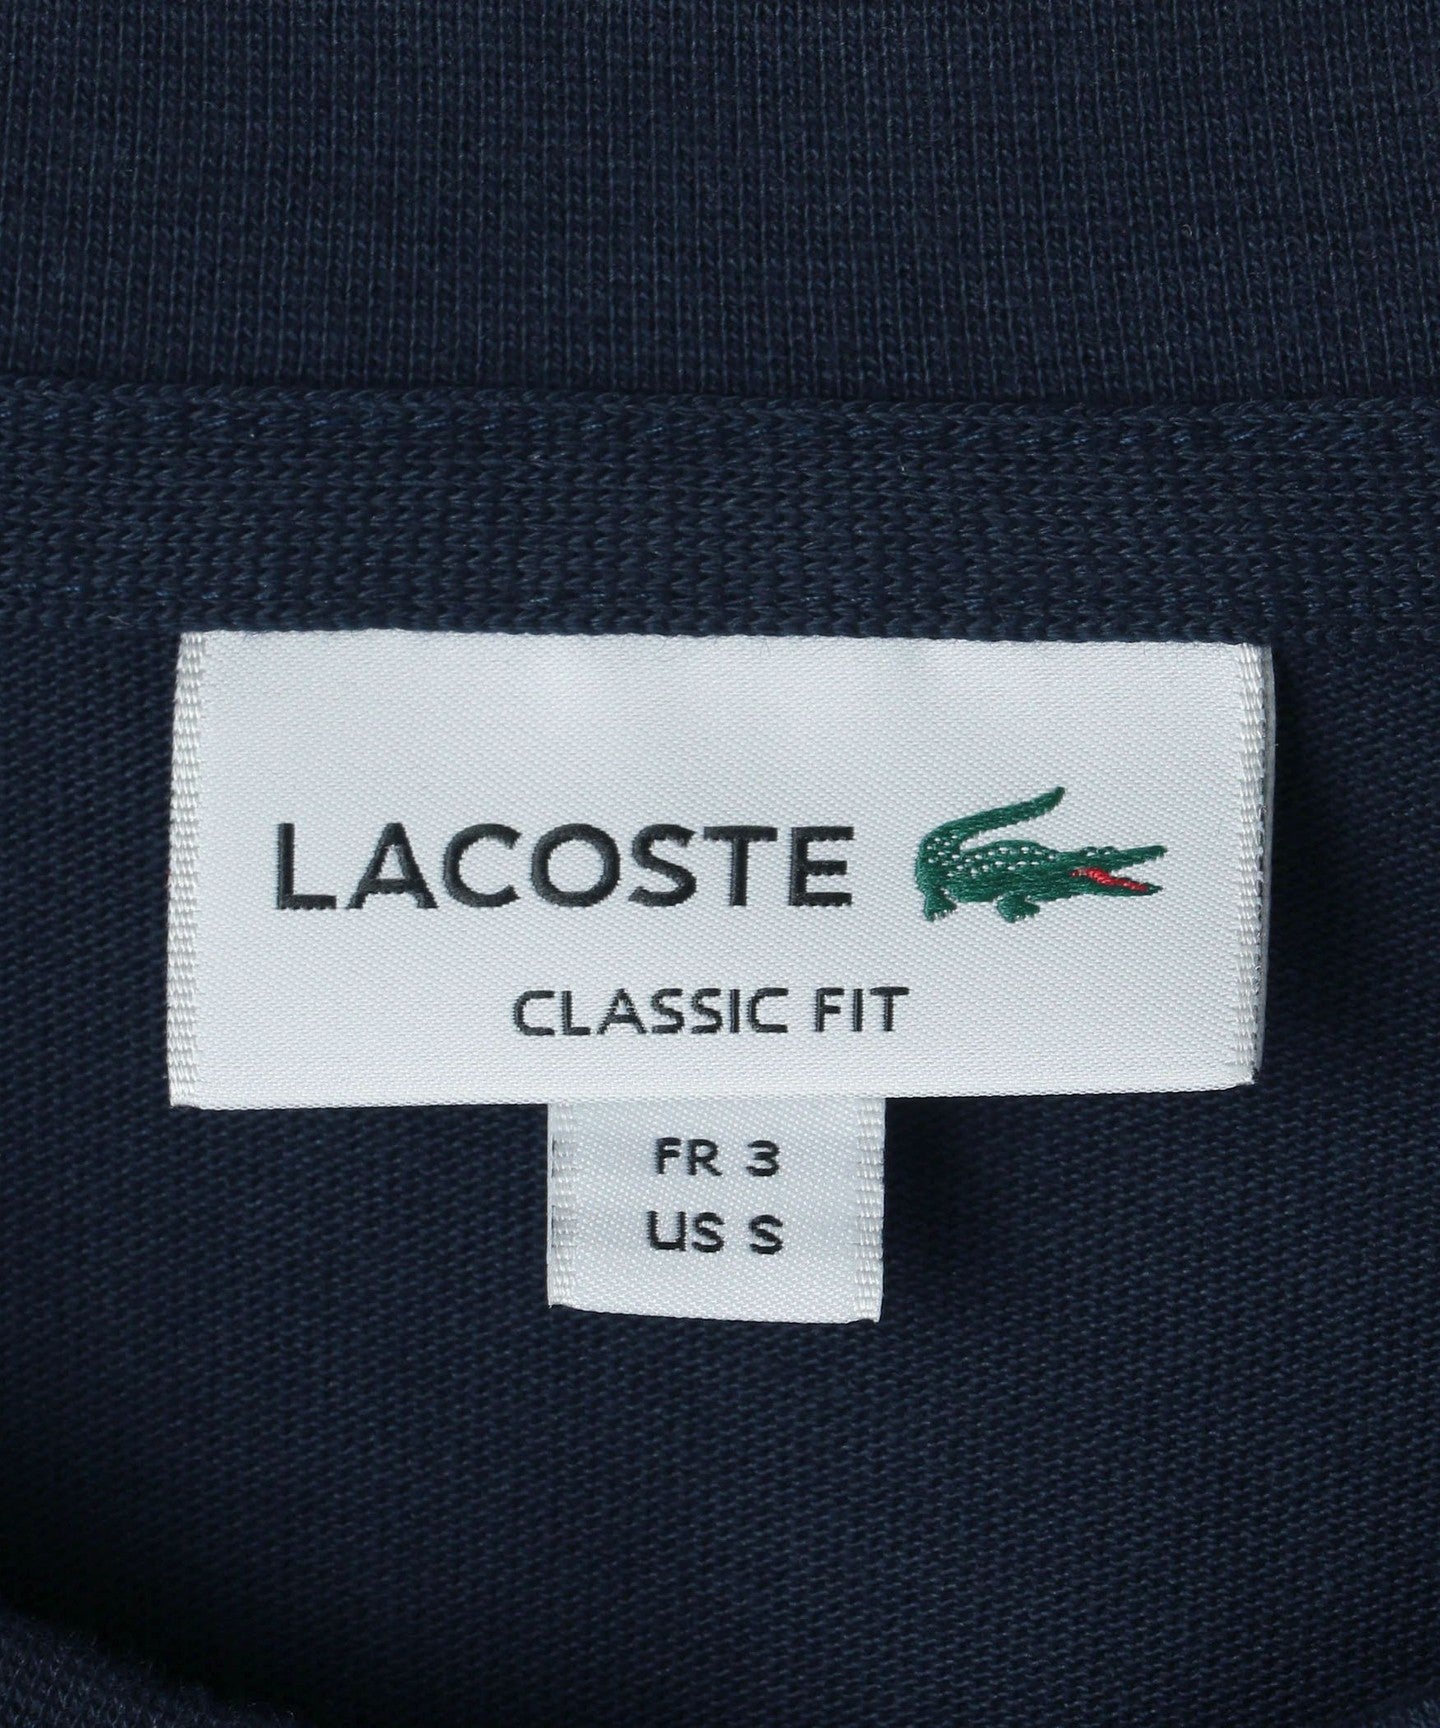 LACOSTE
CLASSIC FIT
FR 3
US S